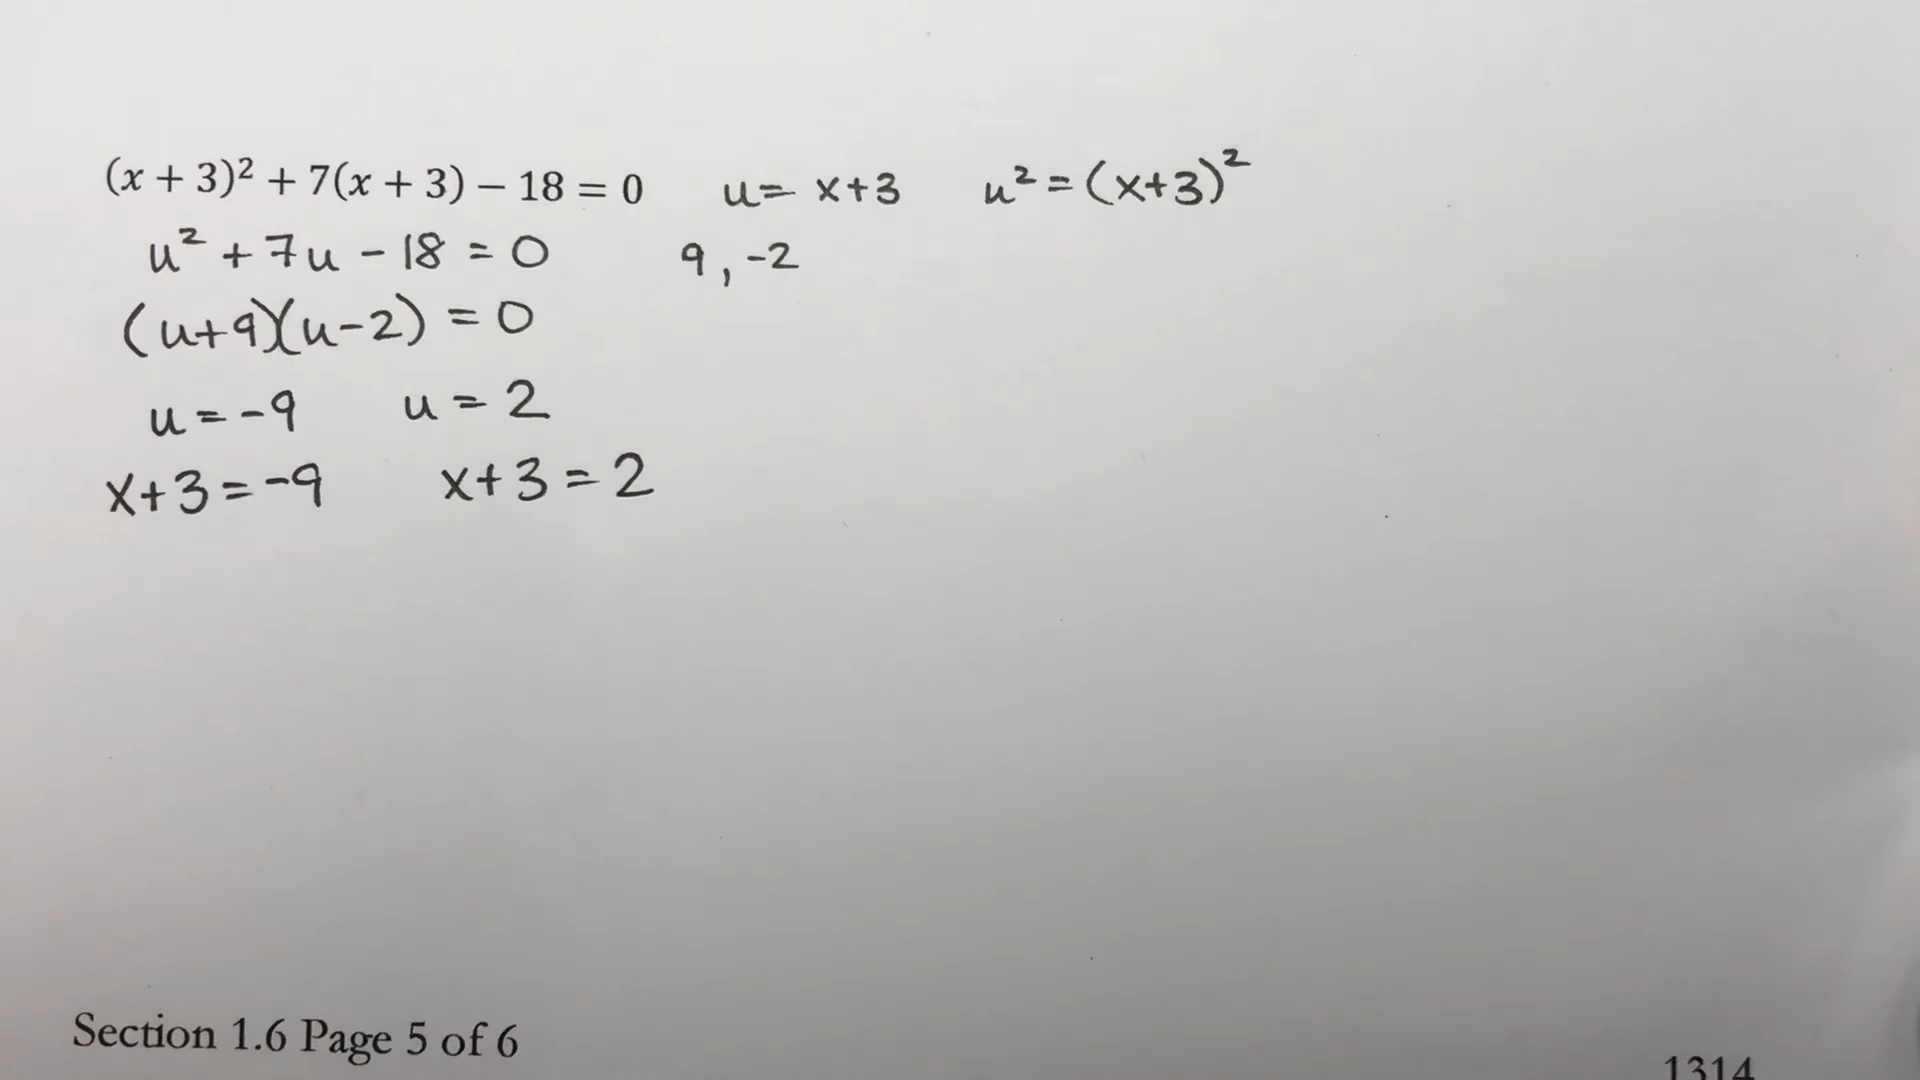 (x + 3)² + 7(x + 3) − 18 = 0 u = x+3 u² = (x+3)²
u² + 7u - 18 = 0 9, -2
(u+9)(u-2) = 0
u = -9 u = 2
x+3 = -9 x+3 = 2
Section 1.6 Page 5 of 6
1314